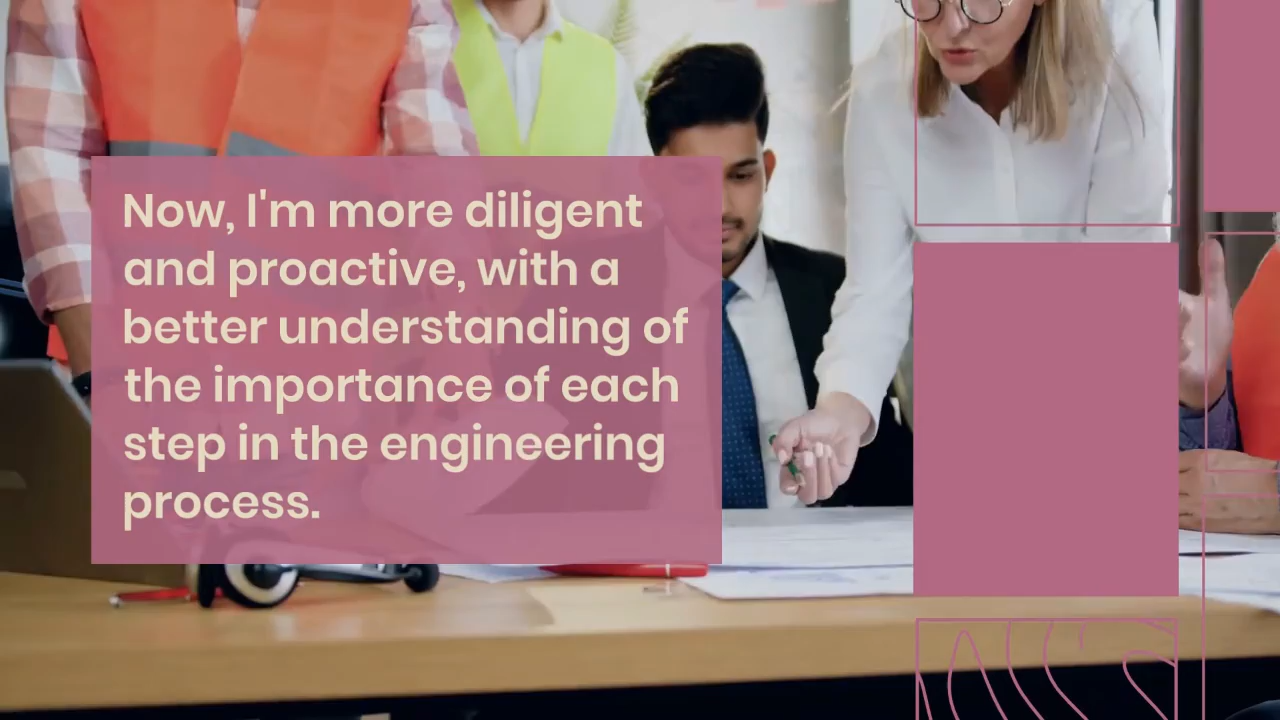 Now, I'm more diligent
and proactive, with a
better understanding of
the importance of each
step in the engineering
process.